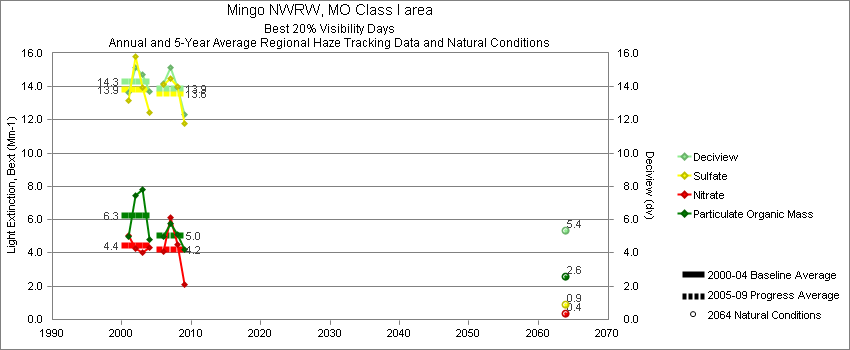 Mingo NWRW, MO Class I area
Best 20% Visibility Days
Annual and 5-Year Average Regional Haze Tracking Data and Natural Conditions
16.0 16.0
14.3 13.9
13.9 13.6
14.0 14.0
12.0 12.0
10.0 10.0
8.0 8.0
6.3 5.0
6.0 6.0
5.4
4.4 4.2
4.0 4.0
2.6
2.0 2.0
0.9
0.4
0.0 0.0
1990 2000 2010 2020 2030 2040 2050 2060 2070
Light Extinction, Bext (Mm-1)
Deciview (dv)
Deciview
Sulfate
Nitrate
Particulate Organic Mass
2000-04 Baseline Average
2005-09 Progress Average
2064 Natural Conditions